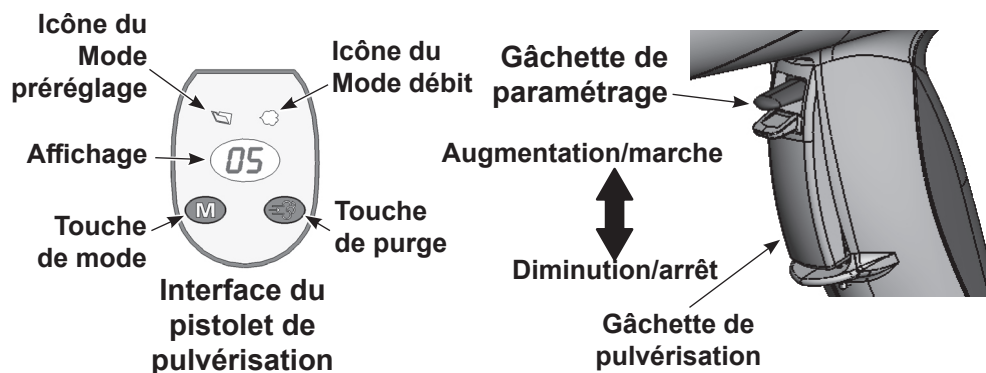 Icône du
Mode
préréglage
Icône du
Mode débit
Affichage
05
M
Touche
de mode
Touche
de purge
Interface du
pistolet de
pulvérisation
Gâchette de
paramétrage
Augmentation/marche
Diminution/arrêt
Gâchette de
pulvérisation